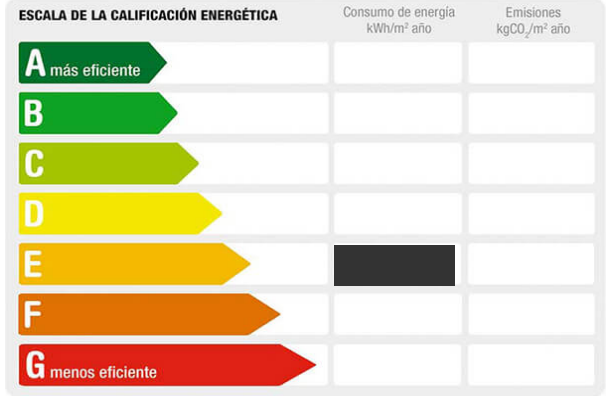 ESCALA DE LA CALIFICACIÓN ENERGÉTICA
Consumo de energía
kWh/m² año
Emisiones
kgCO₂/m² año
A más eficiente
B
C
D
E
F
G menos eficiente